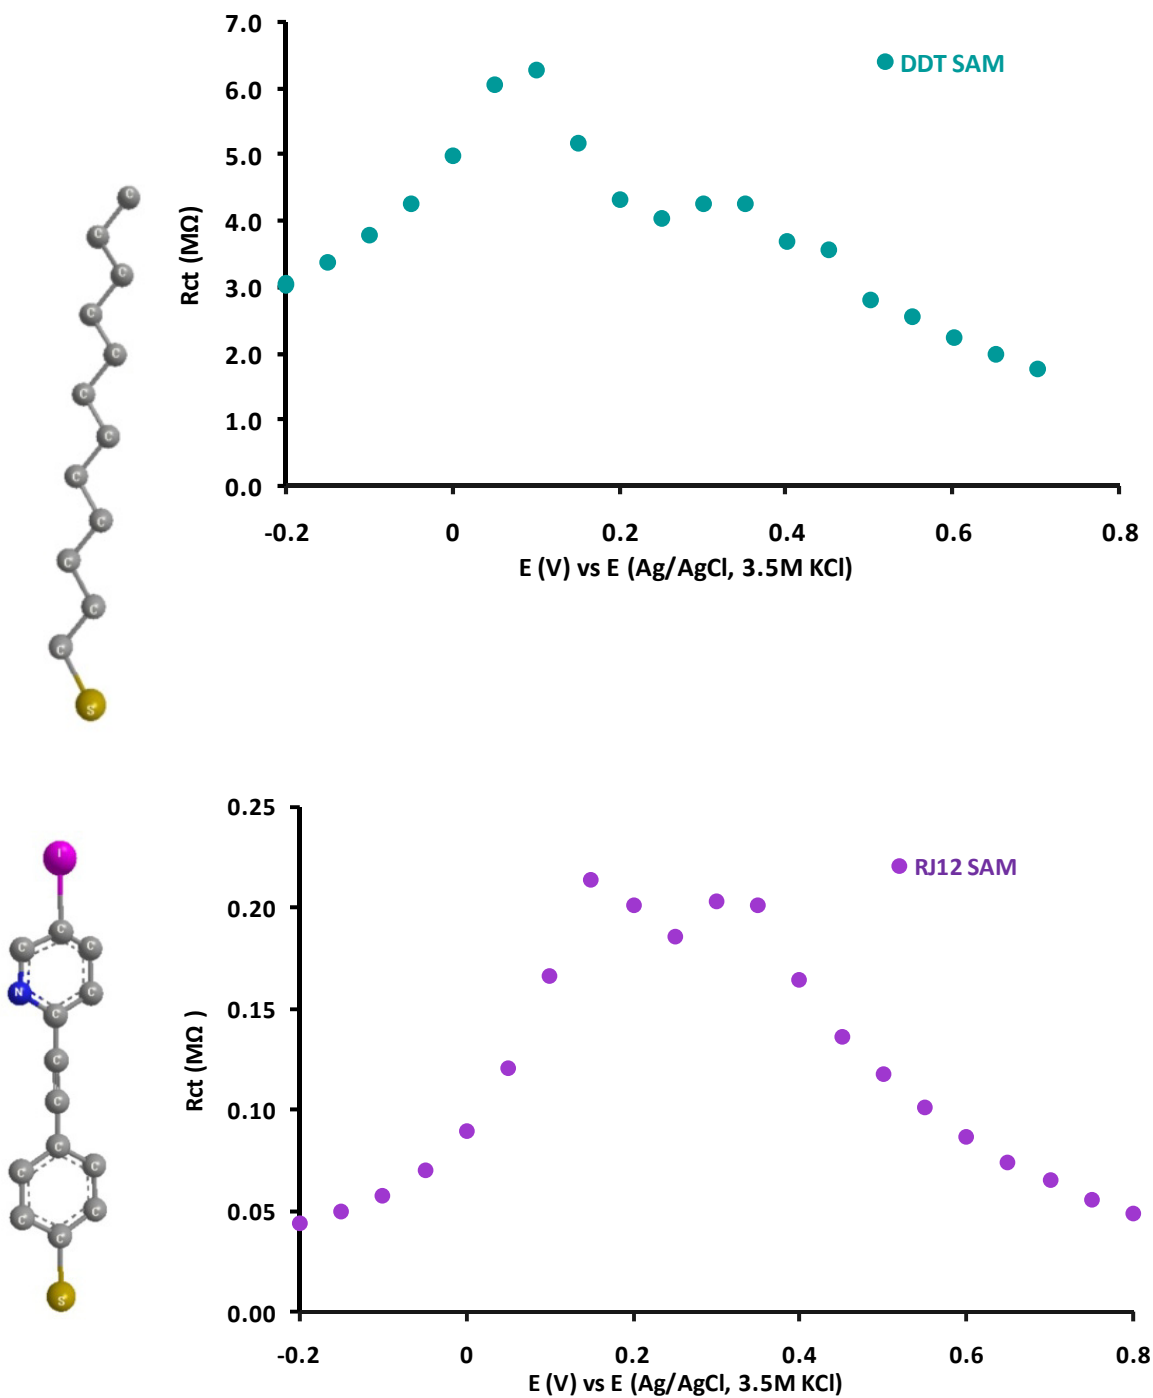 7.0
6.0
5.0
4.0
3.0
2.0
1.0
0.0
Rct (MΩ)
DDT SAM
-0.2 0 0.2 0.4 0.6 0.8
E (V) vs E (Ag/AgCl, 3.5M KCl)
C
C
C
C
C
C
C
C
C
C
C
C
S
0.25
0.20
0.15
0.10
0.05
0.00
Rct (MΩ )
RJ12 SAM
-0.2 0 0.2 0.4 0.6 0.8
E (V) vs E (Ag/AgCl, 3.5M KCl)
I
C
C C
N C
C
C
C
C
C C
C C
C
S